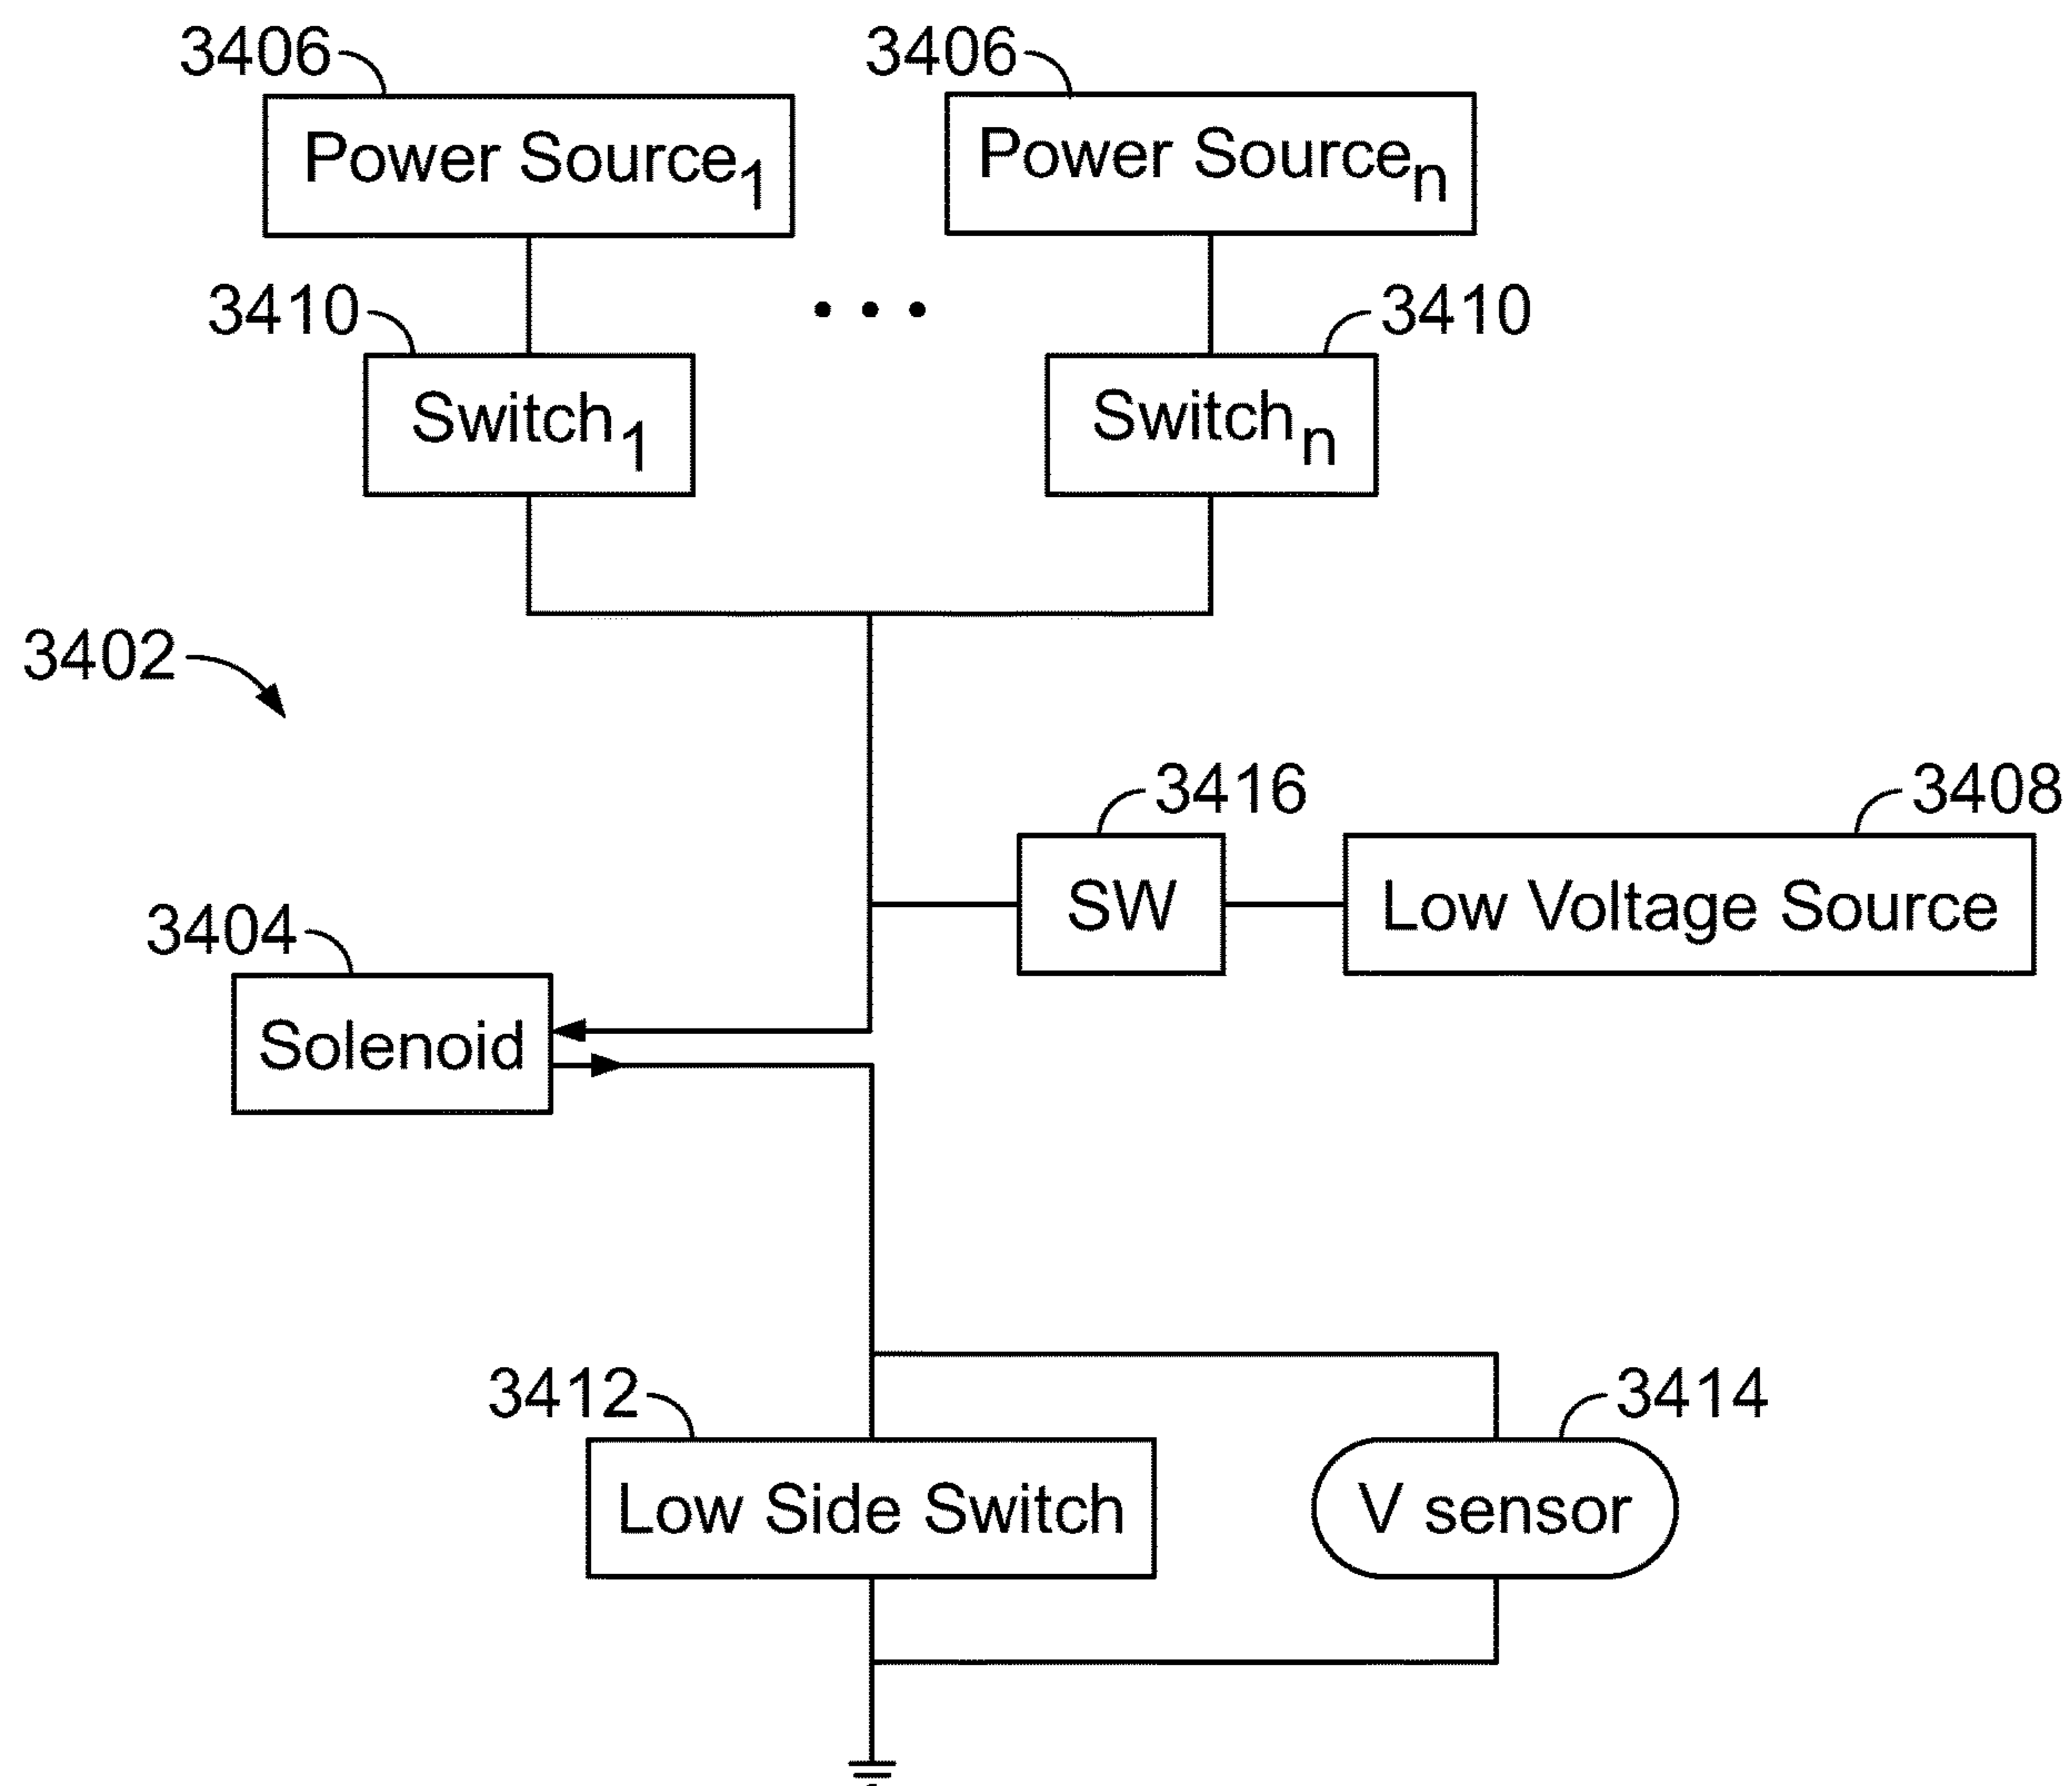 3406
3406
Power Source1
Power Sourcen
3410
3410
Switch1
Switchn
3402
3416
3408
SW
Low Voltage Source
3404
Solenoid
3412
3414
Low Side Switch
V sensor